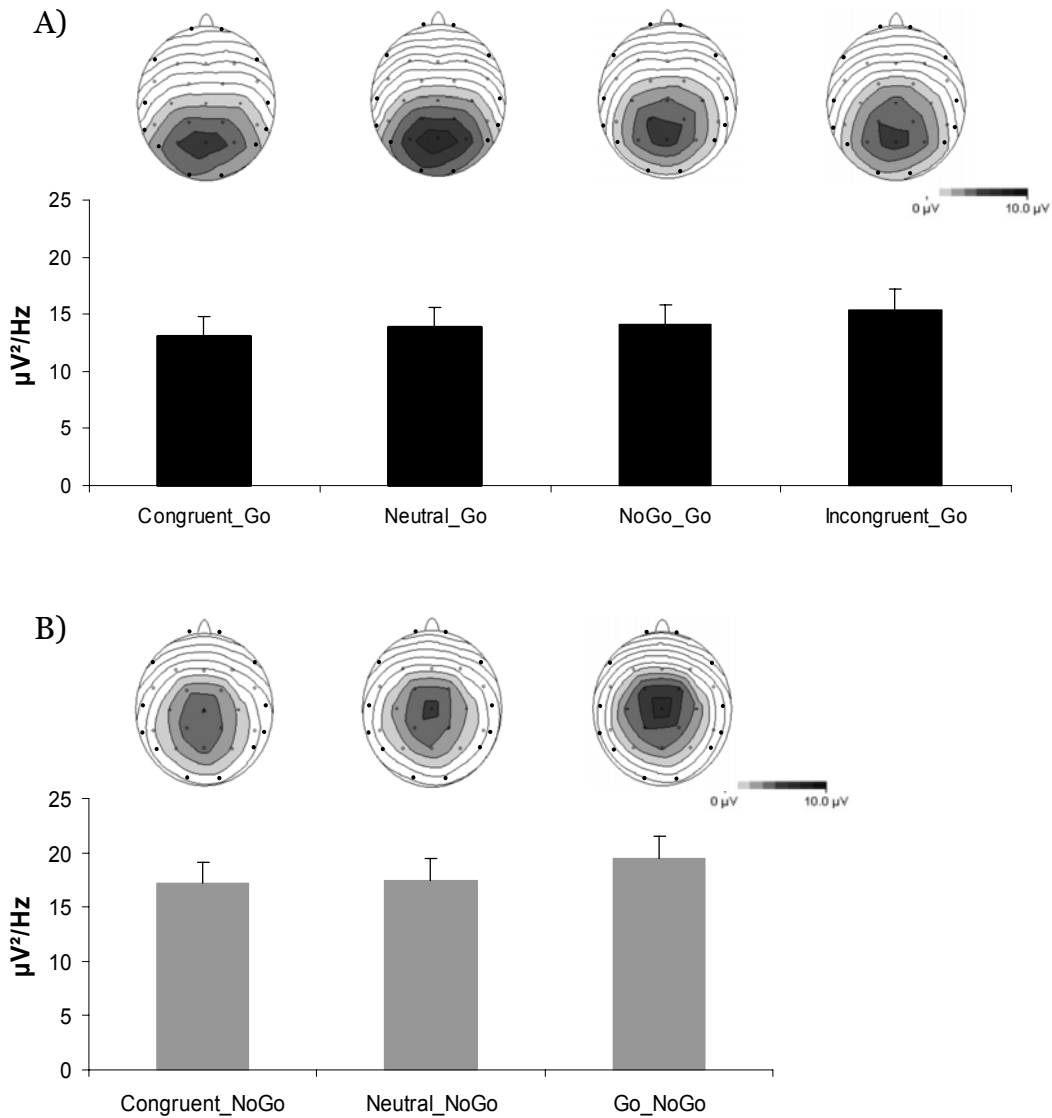 A)
0 µV 10.0 µV
µV²/Hz
25
20
15
10
5
0
Congruent_Go Neutral_Go NoGo_Go Incongruent_Go
B)
0 µV 10.0 µV
µV²/Hz
25
20
15
10
5
0
Congruent_NoGo Neutral_NoGo Go_NoGo